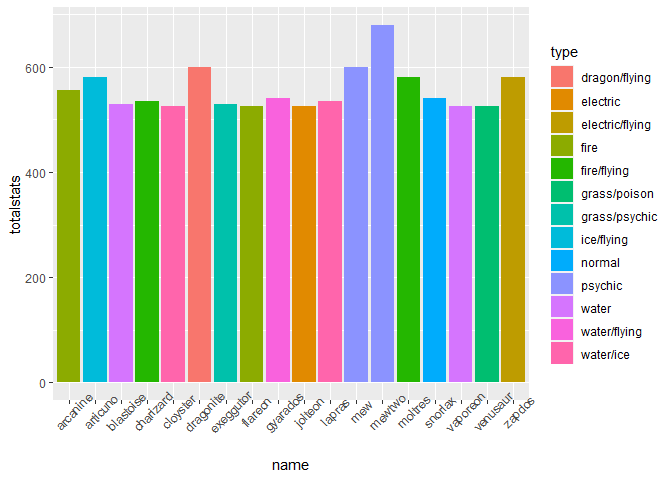 totalstats
600
400
200
0
arcanine
articuno
blastoise
charizard
cloyster
dragonite
exeggutor
flareon
gyarados
jolteon
lapras
mew
mewtwo
moltres
snorlax
vaporeon
venusaur
zapdos
name
type
dragon/flying
electric
electric/flying
fire
fire/flying
grass/poison
grass/psychic
ice/flying
normal
psychic
water
water/flying
water/ice